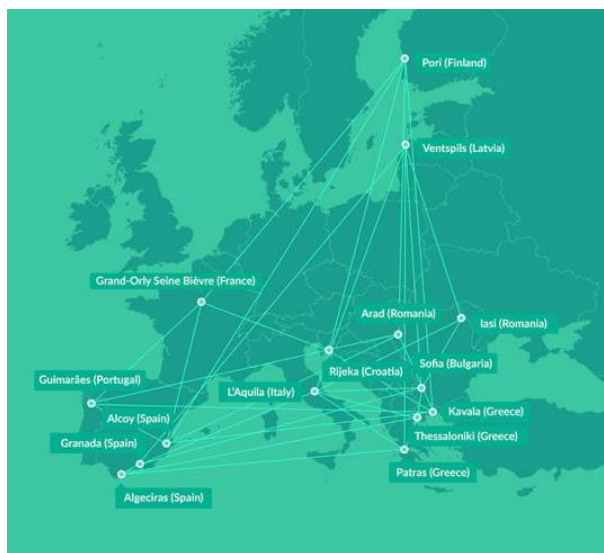 Pori (Finland)
Ventspils (Latvia)
Grand-Orly Seine Bièvre (France)
Arad (Romania)
Iasi (Romania)
Sofia (Bulgaria)
Rijeka (Croatia)
Guimarães (Portugal)
L'Aquila (Italy)
Kavala (Greece)
Alcoy (Spain)
Thessaloniki (Greece)
Granada (Spain)
Patras (Greece)
Algeciras (Spain)